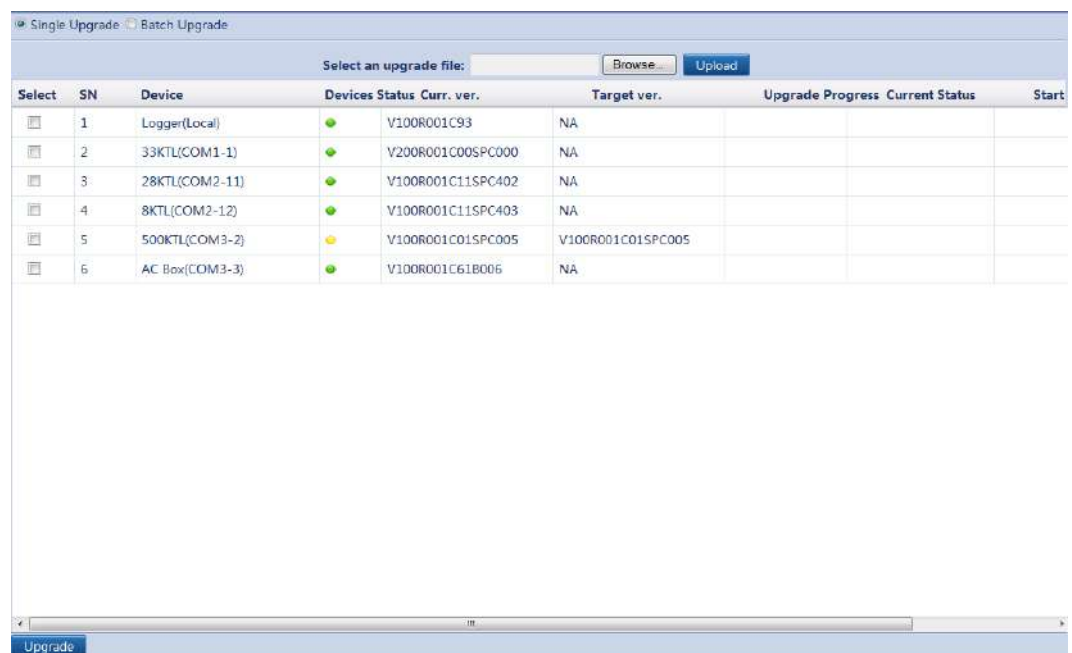 Single Upgrade Batch Upgrade
Select an upgrade file: Browse... Upload
Select SN Device Devices Status Curr. ver. Target ver. Upgrade Progress Current Status Start
1 Logger(Local) V100R001C93 NA
2 33KTL(COM1-1) V200R001C00SPC000 NA
3 28KTL(COM2-11) V100R001C11SPC402 NA
4 8KTL(COM2-12) V100R001C11SPC403 NA
5 500KTL(COM3-2) V100R001C01SPC005 V100R001C01SPC005
6 AC Box(COM3-3) V100R001C61B006 NA
Upgrade